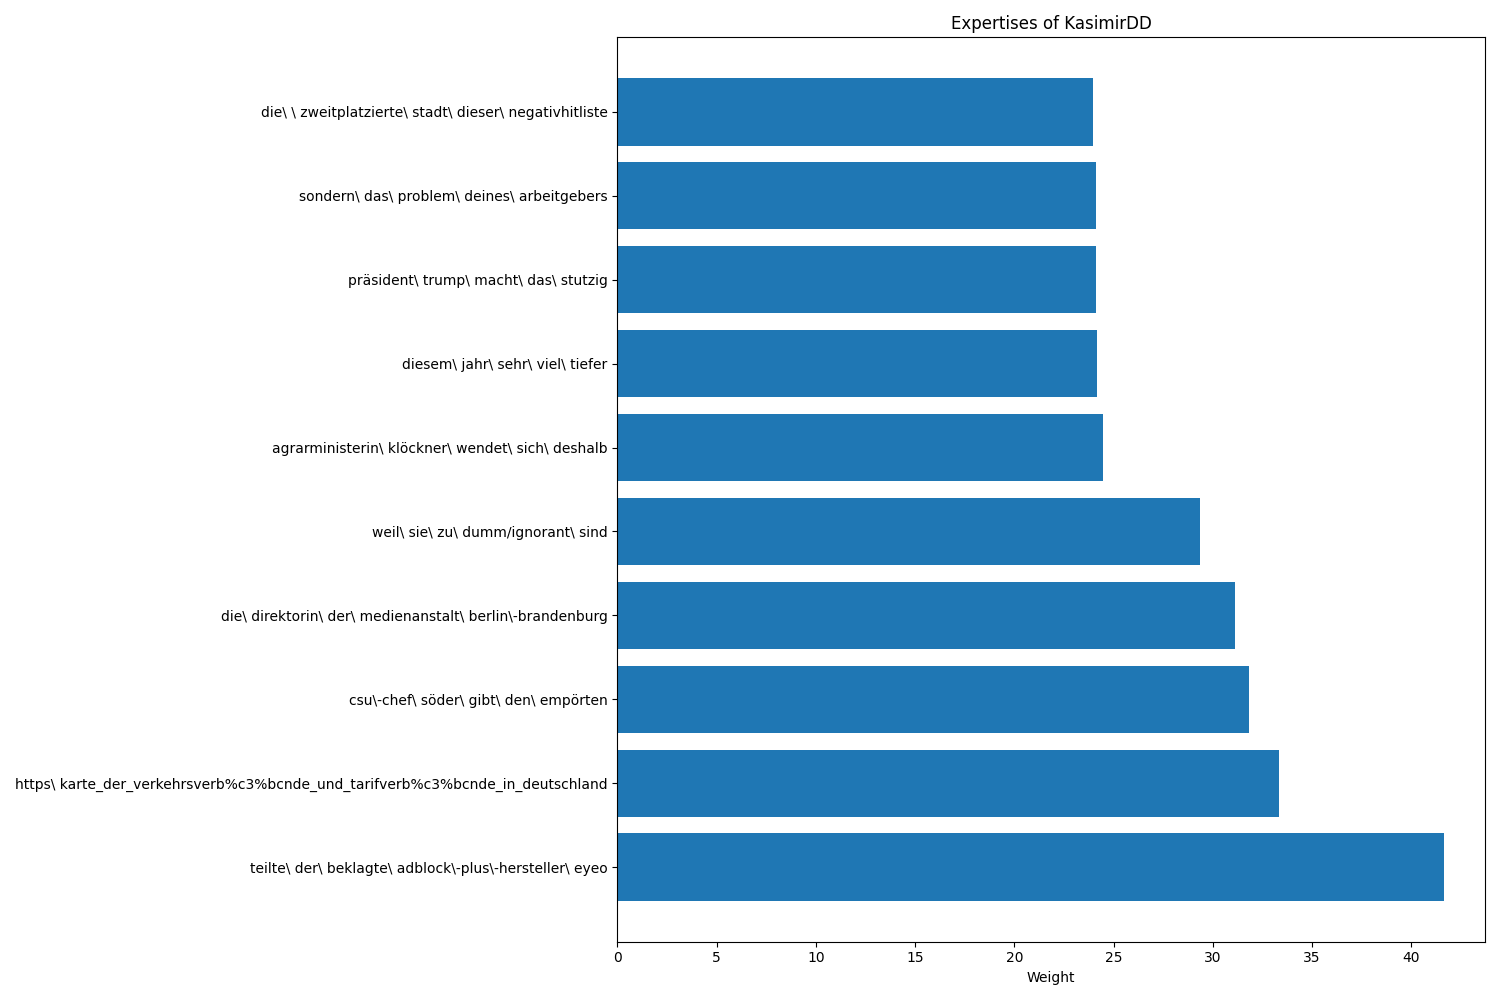 Expertises of KasimirDD
die\ \ zweitplatzierte\ stadt\ dieser\ negativhitliste
sondern\ das\ problem\ deines\ arbeitgebers
präsident\ trump\ macht\ das\ stutzig
diesem\ jahr\ sehr\ viel\ tiefer
agrarministerin\ klöckner\ wendet\ sich\ deshalb
weil\ sie\ zu\ dumm/ignorant\ sind
die\ direktorin\ der\ medienanstalt\ berlin\-brandenburg
csu\-chef\ söder\ gibt\ den\ empörten
https\ karte_der_verkehrsverb%c3%bcnde_und_tarifverb%c3%bcnde_in_deutschland
teilte\ der\ beklagte\ adblock\-plus\-hersteller\ eyeo
0 5 10 15 20 25 30 35 40
Weight